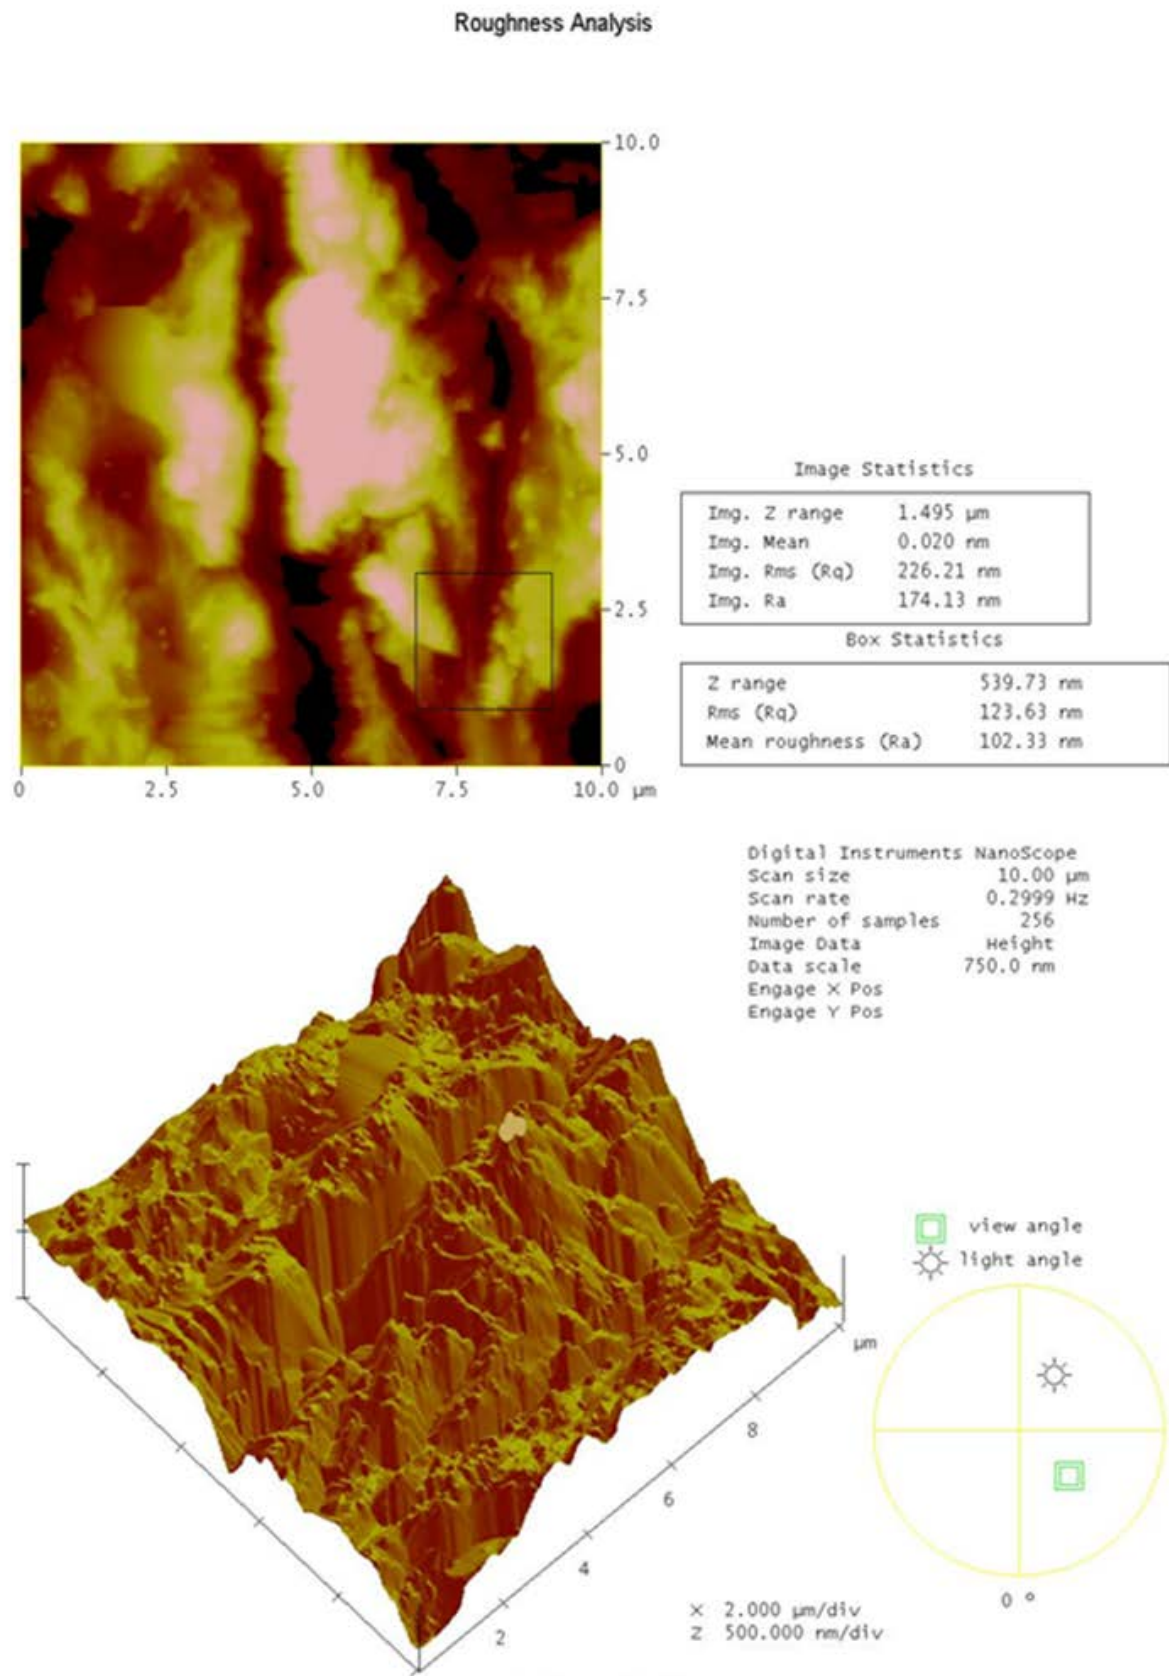 Roughness Analysis
10.0
7.5
5.0
2.5
0
0 2.5 5.0 7.5 10.0 µm
Image Statistics
Img. Z range 1.495 µm
Img. Mean 0.020 nm
Img. Rms (Rq) 226.21 nm
Img. Ra 174.13 nm
Box Statistics
Z range 539.73 nm
Rms (Rq) 123.63 nm
Mean roughness (Ra) 102.33 nm
Digital Instruments NanoScope
Scan size 10.00 µm
Scan rate 0.2999 Hz
Number of samples 256
Image Data Height
Data scale 750.0 nm
Engage X Pos
Engage Y Pos
view angle
light angle
µm
8
6
4
2
X 2.000 µm/div
Z 500.000 nm/div
0 °